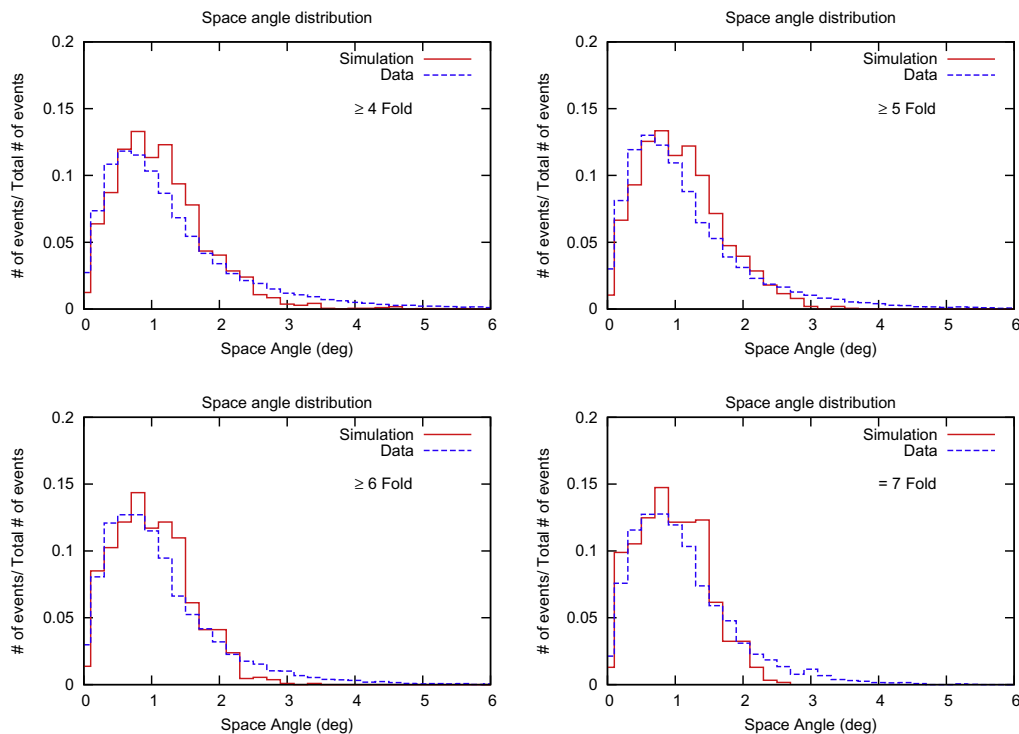 Space angle distribution
# of events/ Total # of events
0.2
0.15
0.1
0.05
0
Simulation
Data
≥ 4 Fold
0 1 2 3 4 5 6
Space Angle (deg)
Space angle distribution
# of events/ Total # of events
0.2
0.15
0.1
0.05
0
Simulation
Data
≥ 5 Fold
0 1 2 3 4 5 6
Space Angle (deg)
Space angle distribution
# of events/ Total # of events
0.2
0.15
0.1
0.05
0
Simulation
Data
≥ 6 Fold
0 1 2 3 4 5 6
Space Angle (deg)
Space angle distribution
# of events/ Total # of events
0.2
0.15
0.1
0.05
0
Simulation
Data
= 7 Fold
0 1 2 3 4 5 6
Space Angle (deg)